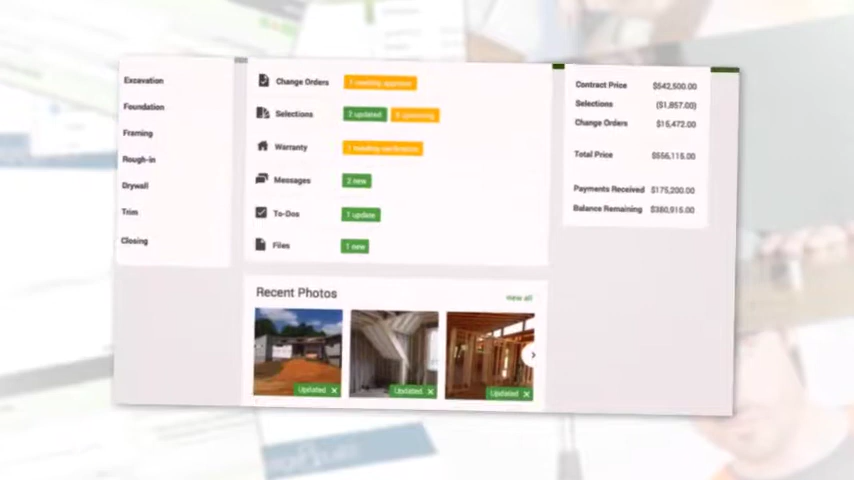 Excavation
Foundation
Framing
Rough-in
Drywall
Trim
Closing
Change Orders
Selections 2 updated
Warranty
Messages 2 new
To-Dos 1 update
Files 1 new
Recent Photos view all
Updated X
Updated X
Updated X
Contract Price $542,500.00
Selections ($1,857.00)
Change Orders $15,472.00
Total Price $556,115.00
Payments Received $175,200.00
Balance Remaining $380,915.00